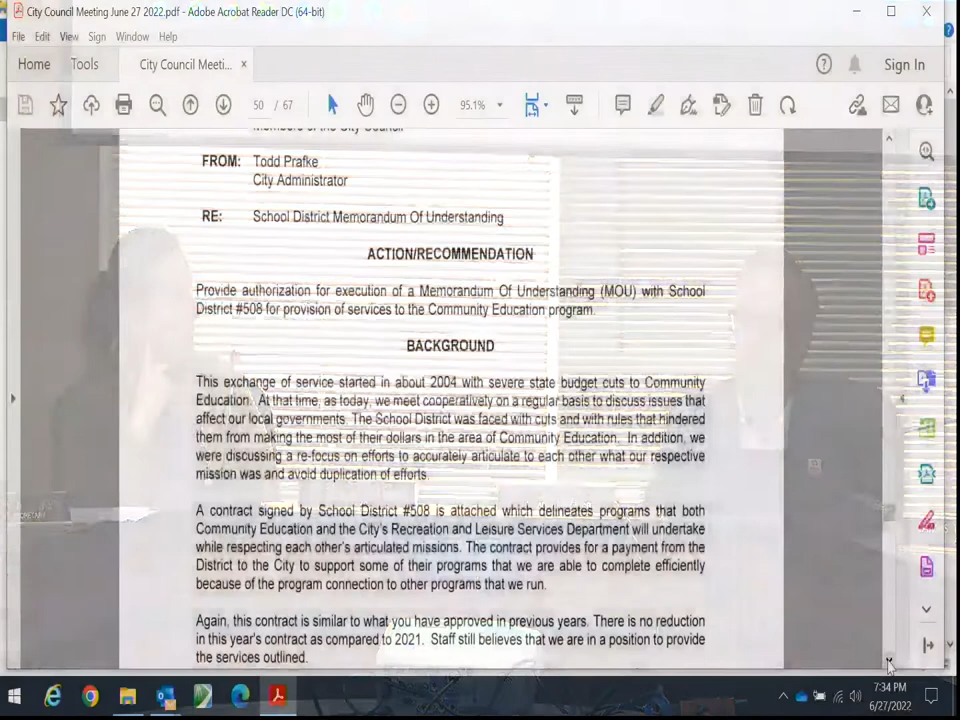 City Council Meeting June 27 2022.pdf - Adobe Acrobat Reader DC (64-bit)
File Edit View Sign Window Help
Home Tools City Council Meeti... × Sign In
50 / 67 95.1%
Members of the City Council
FROM: Todd Prafke
City Administrator
RE: School District Memorandum Of Understanding
ACTION/RECOMMENDATION
Provide authorization for execution of a Memorandum Of Understanding (MOU) with School
District #508 for provision of services to the Community Education program.
BACKGROUND
This exchange of service started in about 2004 with severe state budget cuts to Community
Education. At that time, as today, we meet cooperatively on a regular basis to discuss issues that
affect our local governments. The School District was faced with cuts and with rules that hindered
them from making the most of their dollars in the area of Community Education. In addition, we
were discussing a re-focus on efforts to accurately articulate to each other what our respective
mission was and avoid duplication of efforts.
A contract signed by School District #508 is attached which delineates programs that both
Community Education and the City's Recreation and Leisure Services Department will undertake
while respecting each other's articulated missions. The contract provides for a payment from the
District to the City to support some of their programs that we are able to complete efficiently
because of the program connection to other programs that we run.
Again, this contract is similar to what you have approved in previous years. There is no reduction
in this year's contract as compared to 2021. Staff still believes that we are in a position to provide
the services outlined.
7:34 PM
6/27/2022